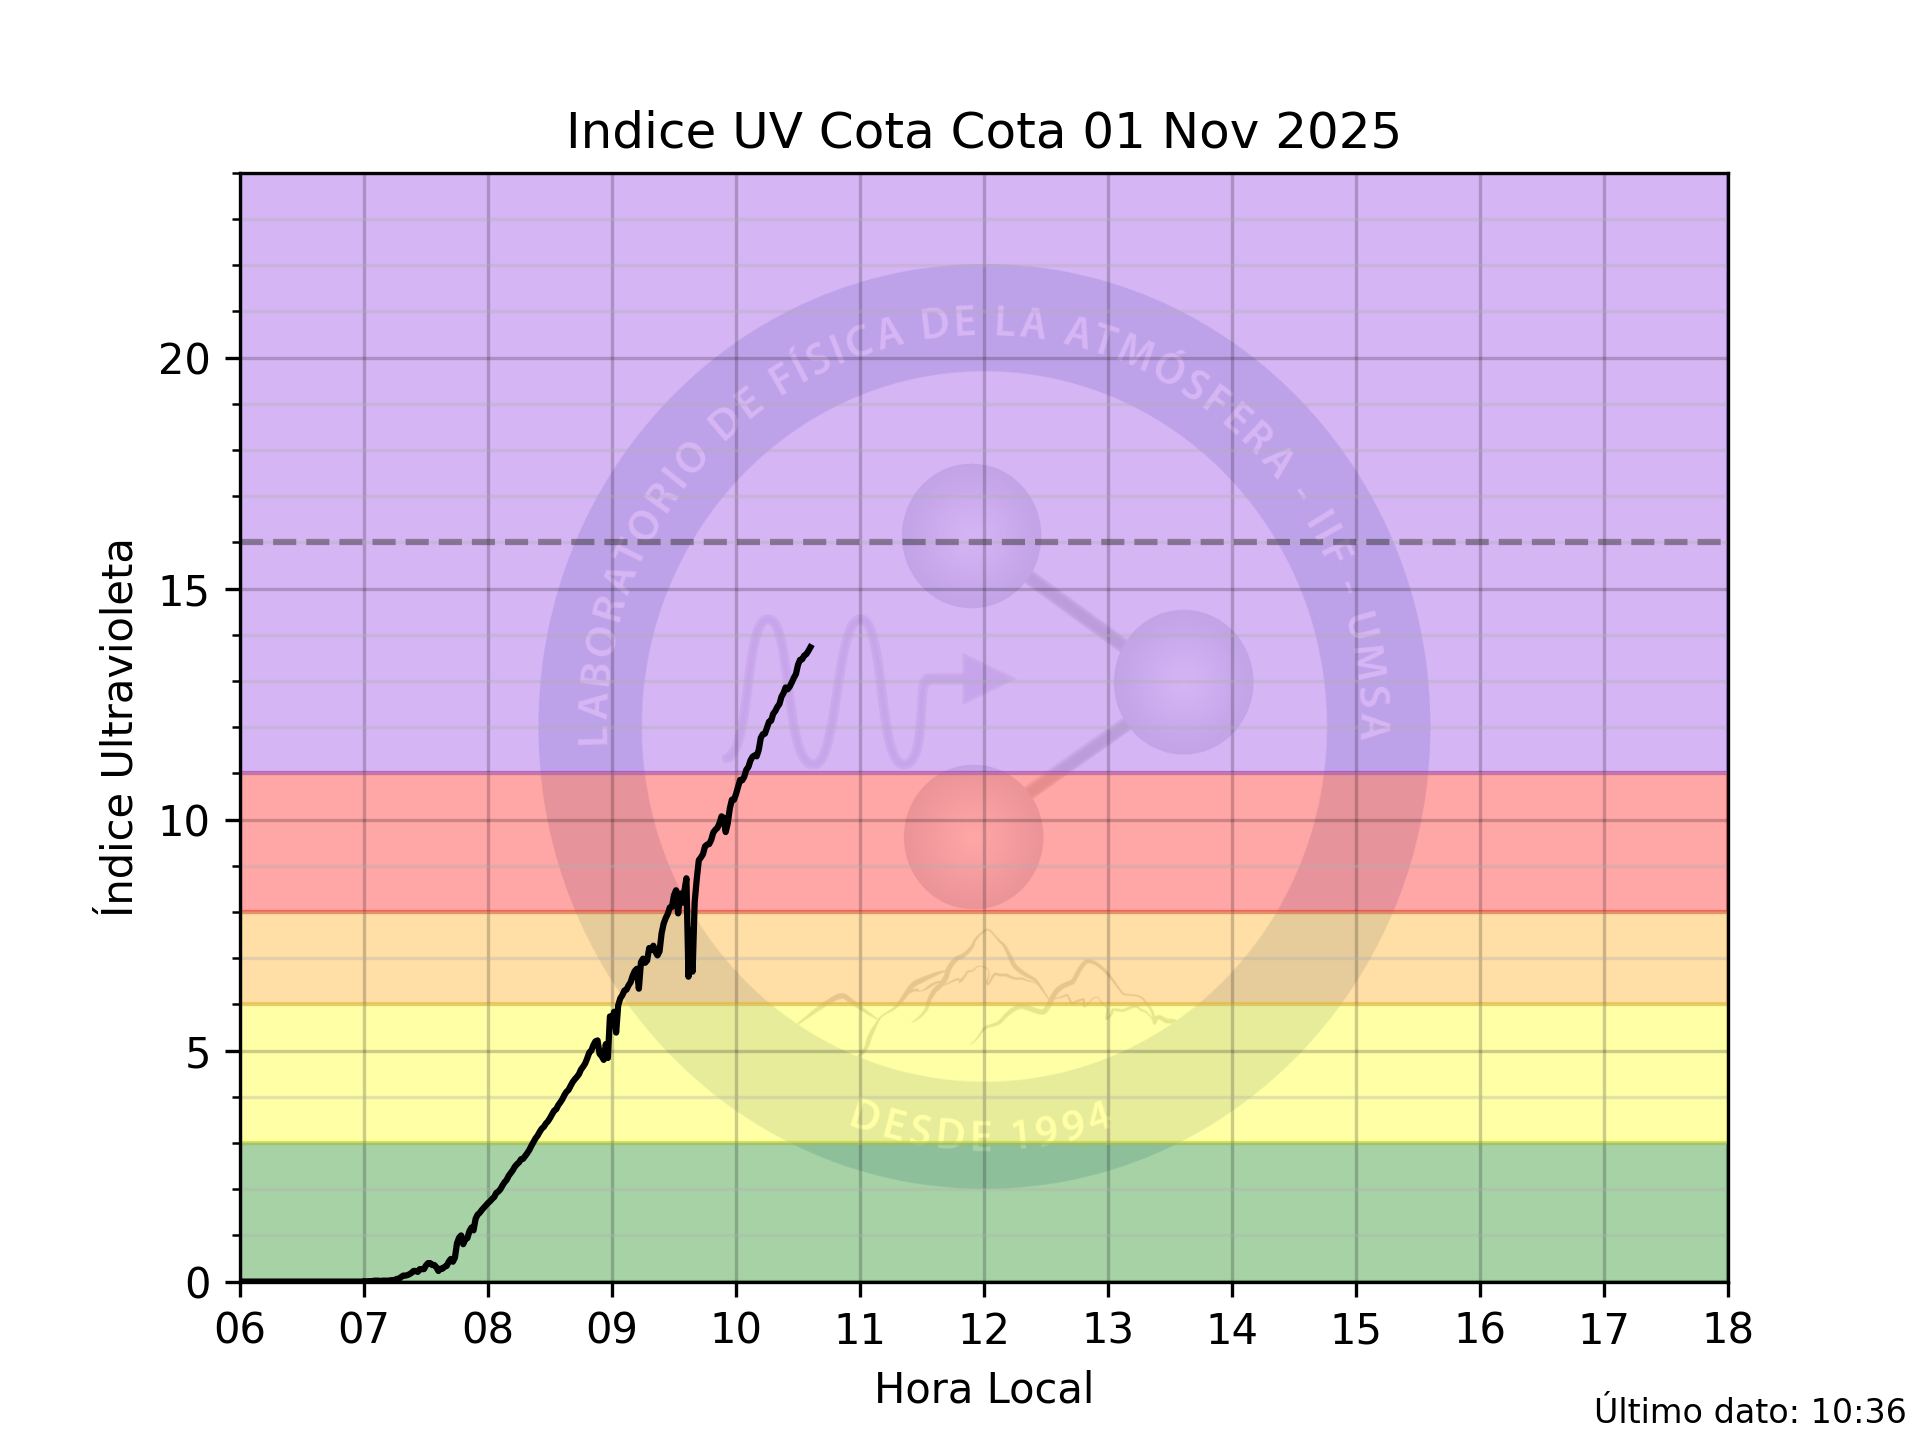 Indice UV Cota Cota 01 Nov 2025
LABORATORIO DE FÍSICA DE LA ATMÓSFERA - IIF - UMSA
DESDE 1994
Índice Ultravioleta
20
15
10
5
0
06 07 08 09 10 11 12 13 14 15 16 17 18
Hora Local
Último dato: 10:36